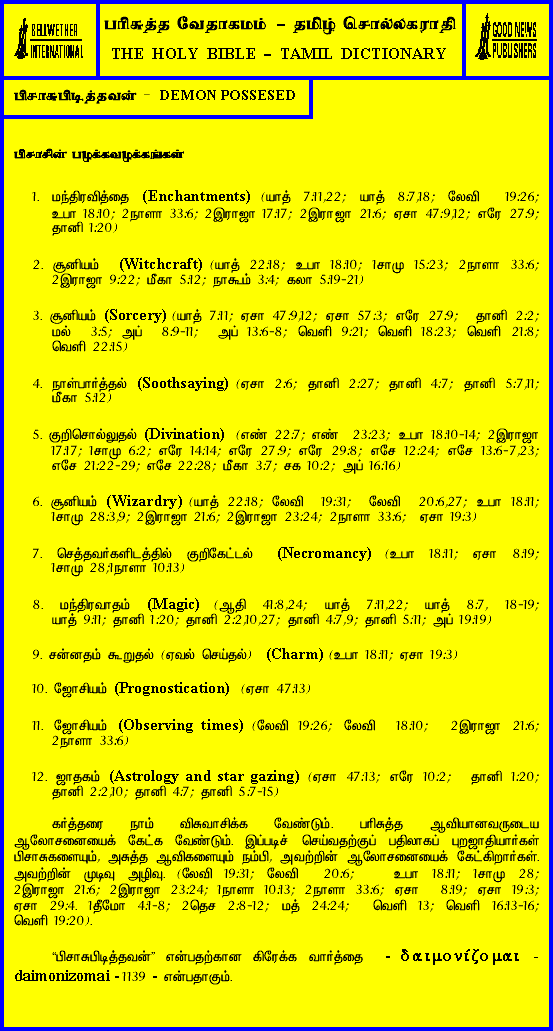 BELLWETHER
INTERNATIONAL
பரிசுத்த வேதாகமம் - தமிழ் சொல்லகராதி
THE HOLY BIBLE - TAMIL DICTIONARY
GOOD NEWS
PUBLISHERS
பிசாசுபிடித்தவன் - DEMON POSSESED
பிசாசின் பழக்கவழக்கங்கள்
1. மந்திரவித்தை (Enchantments) (யாத் 7:11,22; யாத் 8:7,18; லேவி 19:26;
உபா 18:10; 2நாளா 33:6; 2இராஜா 17:17; 2இராஜா 21:6; ஏசா 47:9,12; எரே 27:9;
தானி 1:20)
2. சூனியம் (Witchcraft) (யாத் 22:18; உபா 18:10; 1சாமு 15:23; 2நாளா 33:6;
2இராஜா 9:22; மீகா 5:12; நாகூம் 3:4; கலா 5:19-21)
3. சூனியம் (Sorcery) (யாத் 7:11; ஏசா 47:9,12; ஏசா 57:3; எரே 27:9; தானி 2:2;
மல் 3:5; அப் 8:9-11; அப் 13:6-8; வெளி 9:21; வெளி 18:23; வெளி 21:8;
வெளி 22:15)
4. நாள்பார்த்தல் (Soothsaying) (ஏசா 2:6; தானி 2:27; தானி 4:7; தானி 5:7,11;
மீகா 5:12)
5. குறிசொல்லுதல் (Divination) (எண் 22:7; எண் 23:23; உபா 18:10-14; 2இராஜா
17:17; 1சாமு 6:2; எரே 14:14; எரே 27:9; எரே 29:8; எசே 12:24; எசே 13:6-7,23;
எசே 21:22-29; எசே 22:28; மீகா 3:7; சக 10:2; அப் 16:16)
6. சூனியம் (Wizardry) (யாத் 22:18; லேவி 19:31; லேவி 20:6,27; உபா 18:11;
1சாமு 28:3,9; 2இராஜா 21:6; 2இராஜா 23:24; 2நாளா 33:6; ஏசா 19:3)
7. செத்தவர்களிடத்தில் குறிகேட்டல் (Necromancy) (உபா 18:11; ஏசா 8:19;
1சாமு 28;1நாளா 10:13)
8. மந்திரவாதம் (Magic) (ஆதி 41:8,24; யாத் 7:11,22; யாத் 8:7, 18-19;
யாத் 9:11; தானி 1:20; தானி 2:2,10,27; தானி 4:7,9; தானி 5:11; அப் 19:19)
9. சன்னதம் கூறுதல் (ஏவல் செய்தல்) (Charm) (உபா 18:11; ஏசா 19:3)
10. ஜோசியம் (Prognostication) (ஏசா 47:13)
11. ஜோசியம் (Observing times) (லேவி 19:26; லேவி 18:10; 2இராஜா 21:6;
2நாளா 33:6)
12. ஜாதகம் (Astrology and star gazing) (ஏசா 47:13; எரே 10:2; தானி 1:20;
தானி 2:2,10; தானி 4:7; தானி 5:7-15)
கர்த்தரை நாம் விசுவாசிக்க வேண்டும். பரிசுத்த ஆவியானவருடைய
ஆலோசனையைக் கேட்க வேண்டும். இப்படிச் செய்வதற்குப் பதிலாகப் புறஜாதியார்கள்
பிசாசுகளையும், அசுத்த ஆவிகளையும் நம்பி, அவற்றின் ஆலோசனையைக் கேட்கிறார்கள்.
அவற்றின் முடிவு அழிவு. (லேவி 19:31; லேவி 20:6; உபா 18:11; 1சாமு 28;
2இராஜா 21:6; 2இராஜா 23:24; 1நாளா 10:13; 2நாளா 33:6; ஏசா 8:19; ஏசா 19:3;
ஏசா 29:4. 1தீமோ 4:1-8; 2தெச 2:8-12; மத் 24:24; வெளி 13; வெளி 16:13-16;
வெளி 19:20).
"பிசாசுபிடித்தவன்" என்பதற்கான கிரேக்க வார்த்தை - δαιμονίζομαι -
daimonizomai -1139 - என்பதாகும்.